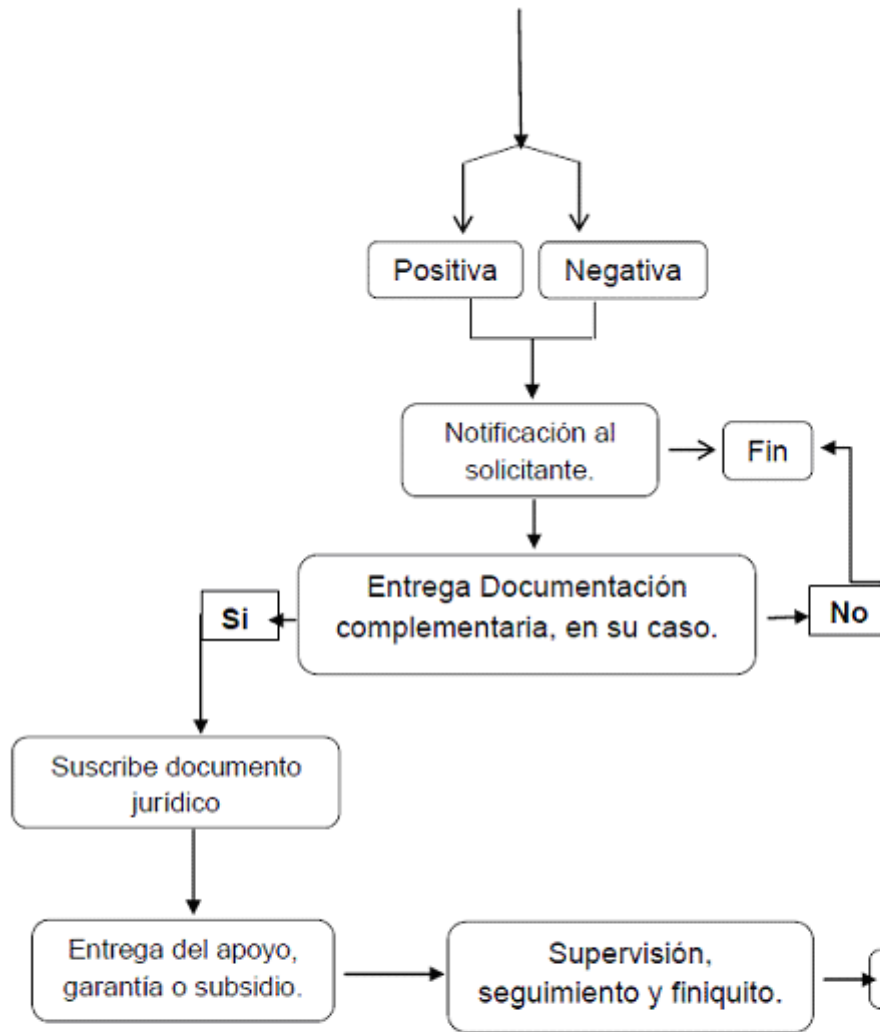 Positiva
Negativa
Notificación al
solicitante.
Fin
Entrega Documentación
complementaria, en su caso.
Si
No
Suscribe documento
jurídico
Entrega del apoyo,
garantía o subsidio.
Supervisión,
seguimiento y finiquito.